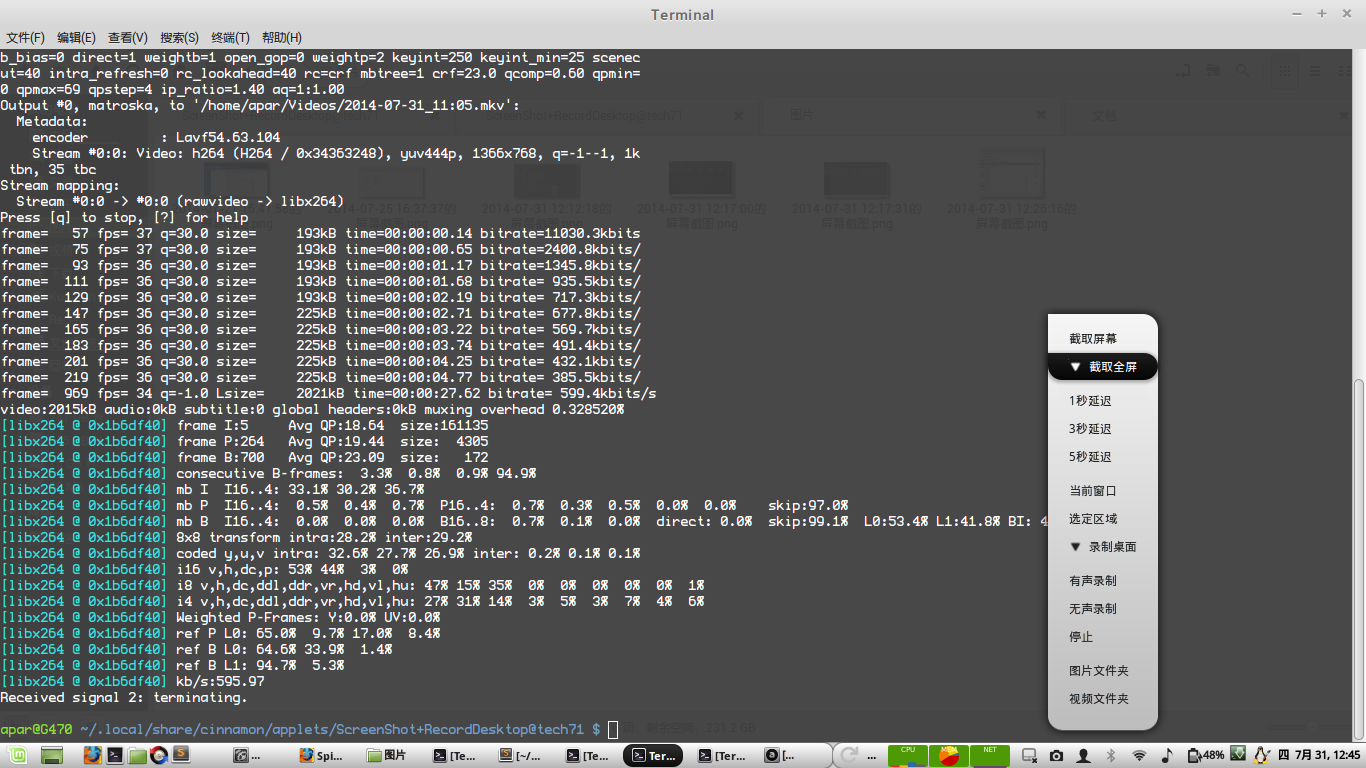 Terminal
文件(F) 编辑(E) 查看(V) 搜索(S) 终端(T) 帮助(H)
b_bias=0 direct=1 weightb=1 open_gop=0 weightp=2 keyint=250 keyint_min=25 scenec
ut=40 intra_refresh=0 rc_lookahead=40 rc=crf mbtree=1 crf=23.0 qcomp=0.60 qpmin=
0 qpmax=69 qpstep=4 ip_ratio=1.40 aq=1:1.00
Output #0, matroska, to '/home/apar/Videos/2014-07-31_11:05.mkv':
Metadata:
encoder : Lavf54.63.104
Stream #0:0: Video: h264 (H264 / 0x34363248), yuv444p, 1366x768, q=-1--1, 1k
tbn, 35 tbc
Stream mapping:
Stream #0:0 -> #0:0 (rawvideo -> libx264)
Press [q] to stop, [?] for help
frame= 57 fps= 37 q=30.0 size= 193kB time=00:00:00.14 bitrate=11030.3kbits
frame= 75 fps= 37 q=30.0 size= 193kB time=00:00:00.65 bitrate=2400.8kbits/
frame= 93 fps= 36 q=30.0 size= 193kB time=00:00:01.17 bitrate=1345.8kbits/
frame= 111 fps= 36 q=30.0 size= 193kB time=00:00:01.68 bitrate= 935.5kbits/
frame= 129 fps= 36 q=30.0 size= 193kB time=00:00:02.19 bitrate= 717.3kbits/
frame= 147 fps= 36 q=30.0 size= 225kB time=00:00:02.71 bitrate= 677.8kbits/
frame= 165 fps= 36 q=30.0 size= 225kB time=00:00:03.22 bitrate= 569.7kbits/
frame= 183 fps= 36 q=30.0 size= 225kB time=00:00:03.74 bitrate= 491.4kbits/
frame= 201 fps= 36 q=30.0 size= 225kB time=00:00:04.25 bitrate= 432.1kbits/
frame= 219 fps= 36 q=30.0 size= 225kB time=00:00:04.77 bitrate= 385.5kbits/
frame= 969 fps= 34 q=-1.0 Lsize= 2021kB time=00:00:27.62 bitrate= 599.4kbits/s
video:2015kB audio:0kB subtitle:0 global headers:0kB muxing overhead 0.328520%
[libx264 @ 0x1b6df40] frame I:5 Avg QP:18.64 size:161135
[libx264 @ 0x1b6df40] frame P:264 Avg QP:19.44 size: 4305
[libx264 @ 0x1b6df40] frame B:700 Avg QP:23.09 size: 172
[libx264 @ 0x1b6df40] consecutive B-frames: 3.3% 0.8% 0.9% 94.9%
[libx264 @ 0x1b6df40] mb I I16..4: 33.1% 30.2% 36.7%
[libx264 @ 0x1b6df40] mb P I16..4: 0.5% 0.4% 0.7% P16..4: 0.7% 0.3% 0.5% 0.0% 0.0% skip:97.0%
[libx264 @ 0x1b6df40] mb B I16..4: 0.0% 0.0% 0.0% B16..8: 0.7% 0.1% 0.0% direct: 0.0% skip:99.1% L0:53.4% L1:41.8% BI: 4
[libx264 @ 0x1b6df40] 8x8 transform intra:28.2% inter:29.2%
[libx264 @ 0x1b6df40] coded y,u,v intra: 32.6% 27.7% 26.9% inter: 0.2% 0.1% 0.1%
[libx264 @ 0x1b6df40] i16 v,h,dc,p: 53% 44% 3% 0%
[libx264 @ 0x1b6df40] i8 v,h,dc,ddl,ddr,vr,hd,vl,hu: 47% 15% 35% 0% 0% 0% 0% 0% 1%
[libx264 @ 0x1b6df40] i4 v,h,dc,ddl,ddr,vr,hd,vl,hu: 27% 31% 14% 3% 5% 3% 7% 4% 6%
[libx264 @ 0x1b6df40] Weighted P-Frames: Y:0.0% UV:0.0%
[libx264 @ 0x1b6df40] ref P L0: 65.0% 9.7% 17.0% 8.4%
[libx264 @ 0x1b6df40] ref B L0: 64.6% 33.9% 1.4%
[libx264 @ 0x1b6df40] ref B L1: 94.7% 5.3%
[libx264 @ 0x1b6df40] kb/s:595.97
Received signal 2: terminating.
apar@G470 ~/.local/share/cinnamon/applets/ScreenShot+RecordDesktop@tech71 $
截取屏幕
▼ 截取全屏
1秒延迟
3秒延迟
5秒延迟
当前窗口
选定区域
▼ 录制桌面
有声录制
无声录制
停止
图片文件夹
视频文件夹
... Spi... 图片 [Te... [~/... [Te... Ter... [Ter... [... ... CPU MEM NET 48% 四 7月 31, 12:45